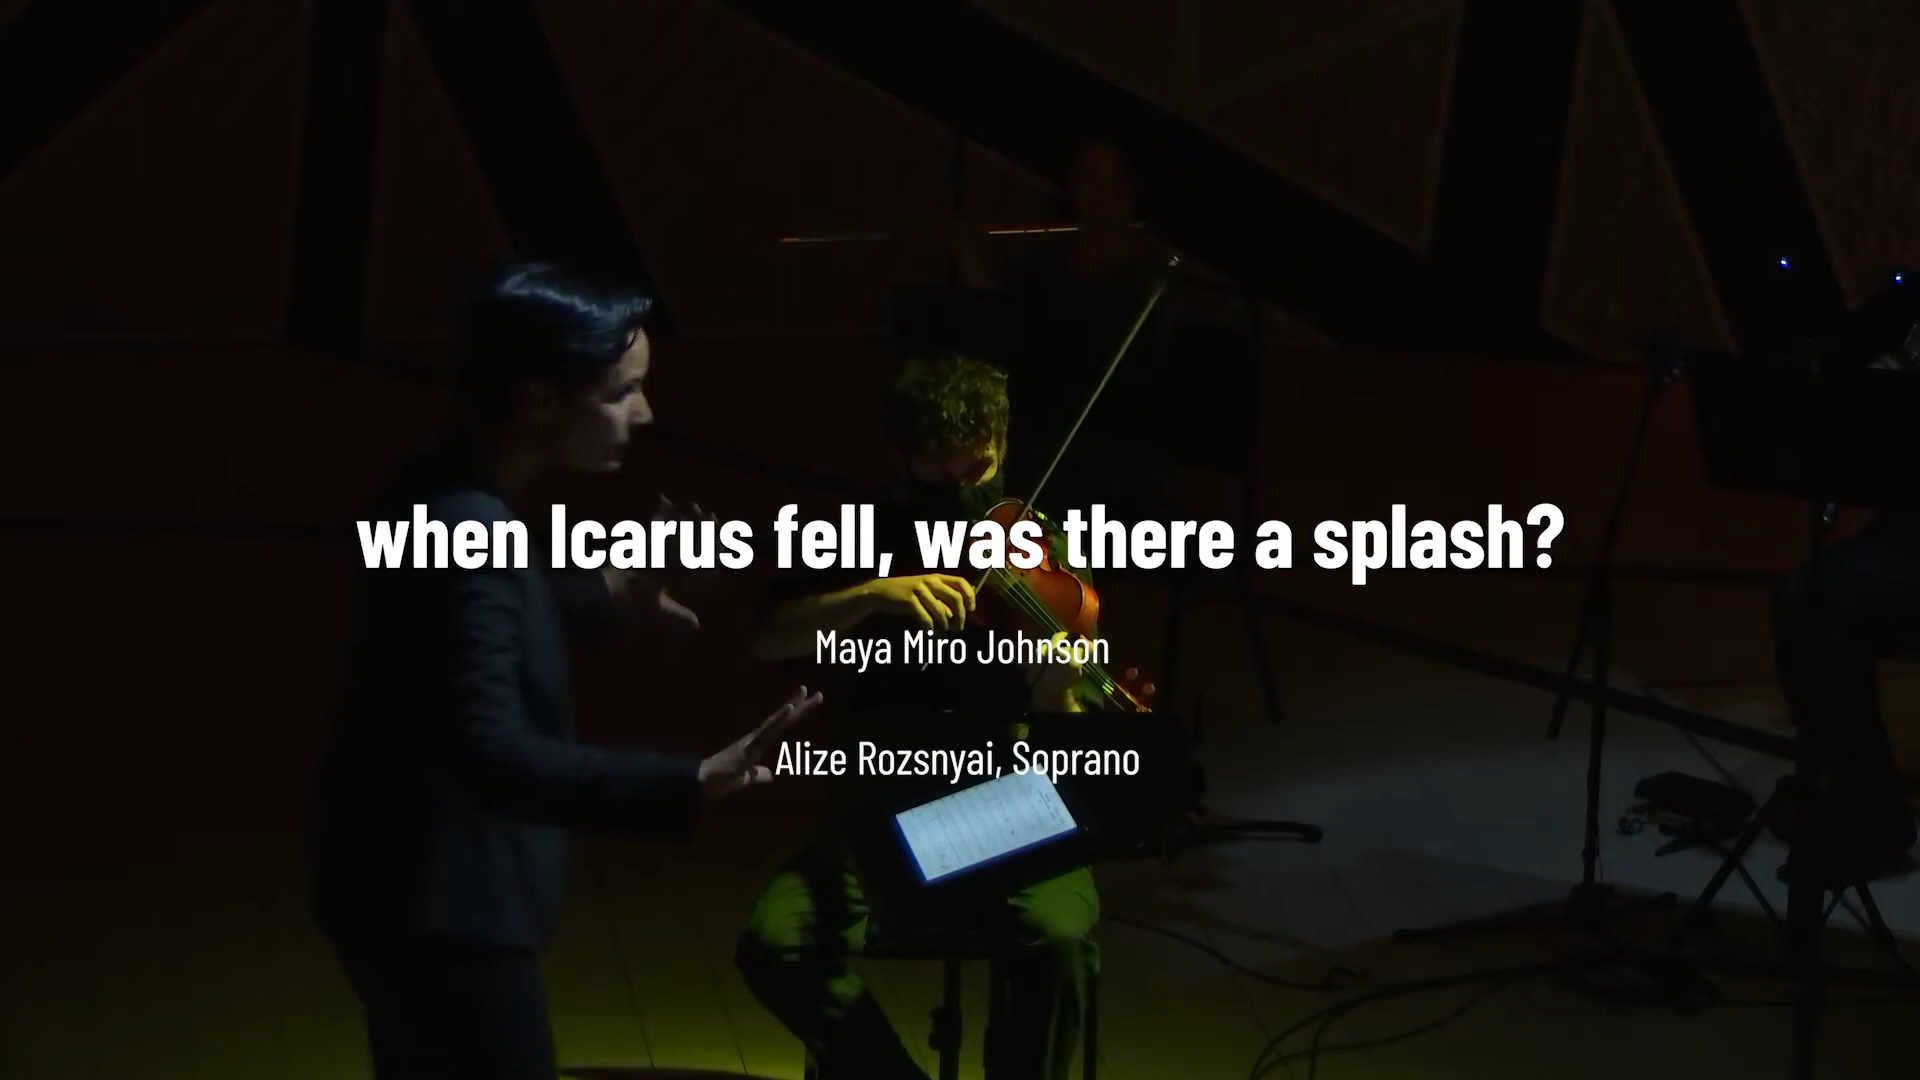 when Icarus fell, was there a splash?
Maya Miro Johnson
Alize Rozsnyai, Soprano